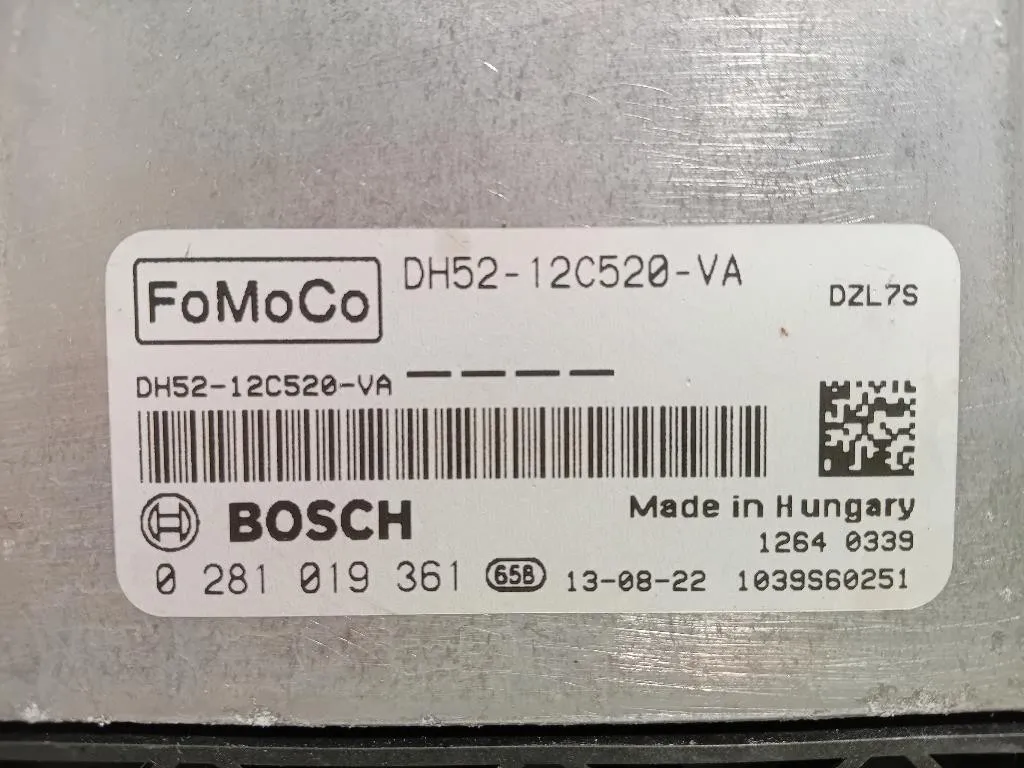 FoMoCo DH52-12C520-VA
DZL7S
DH52-12C520-VA — — — —
BOSCH
Made in Hungary
1264 0339
0 281 019 361 65B 13-08-22 1039S60251